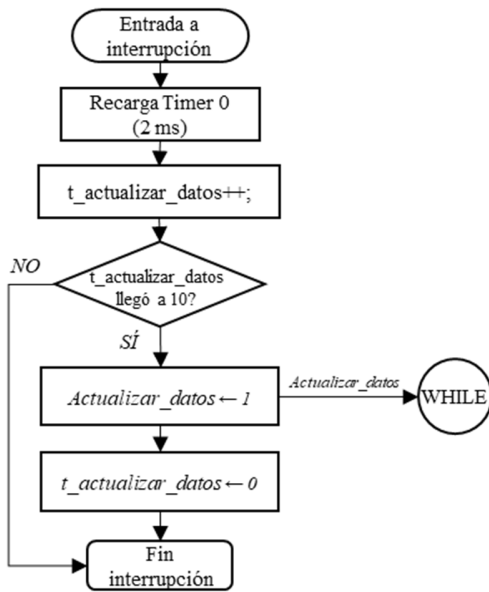 Entrada a
interrupción
Recarga Timer 0
(2 ms)
t_actualizar_datos++;
NO
t_actualizar_datos
llegó a 10?
SÍ
Actualizar_datos ← 1
Actualizar_datos
WHILE
t_actualizar_datos ← 0
Fin
interrupción